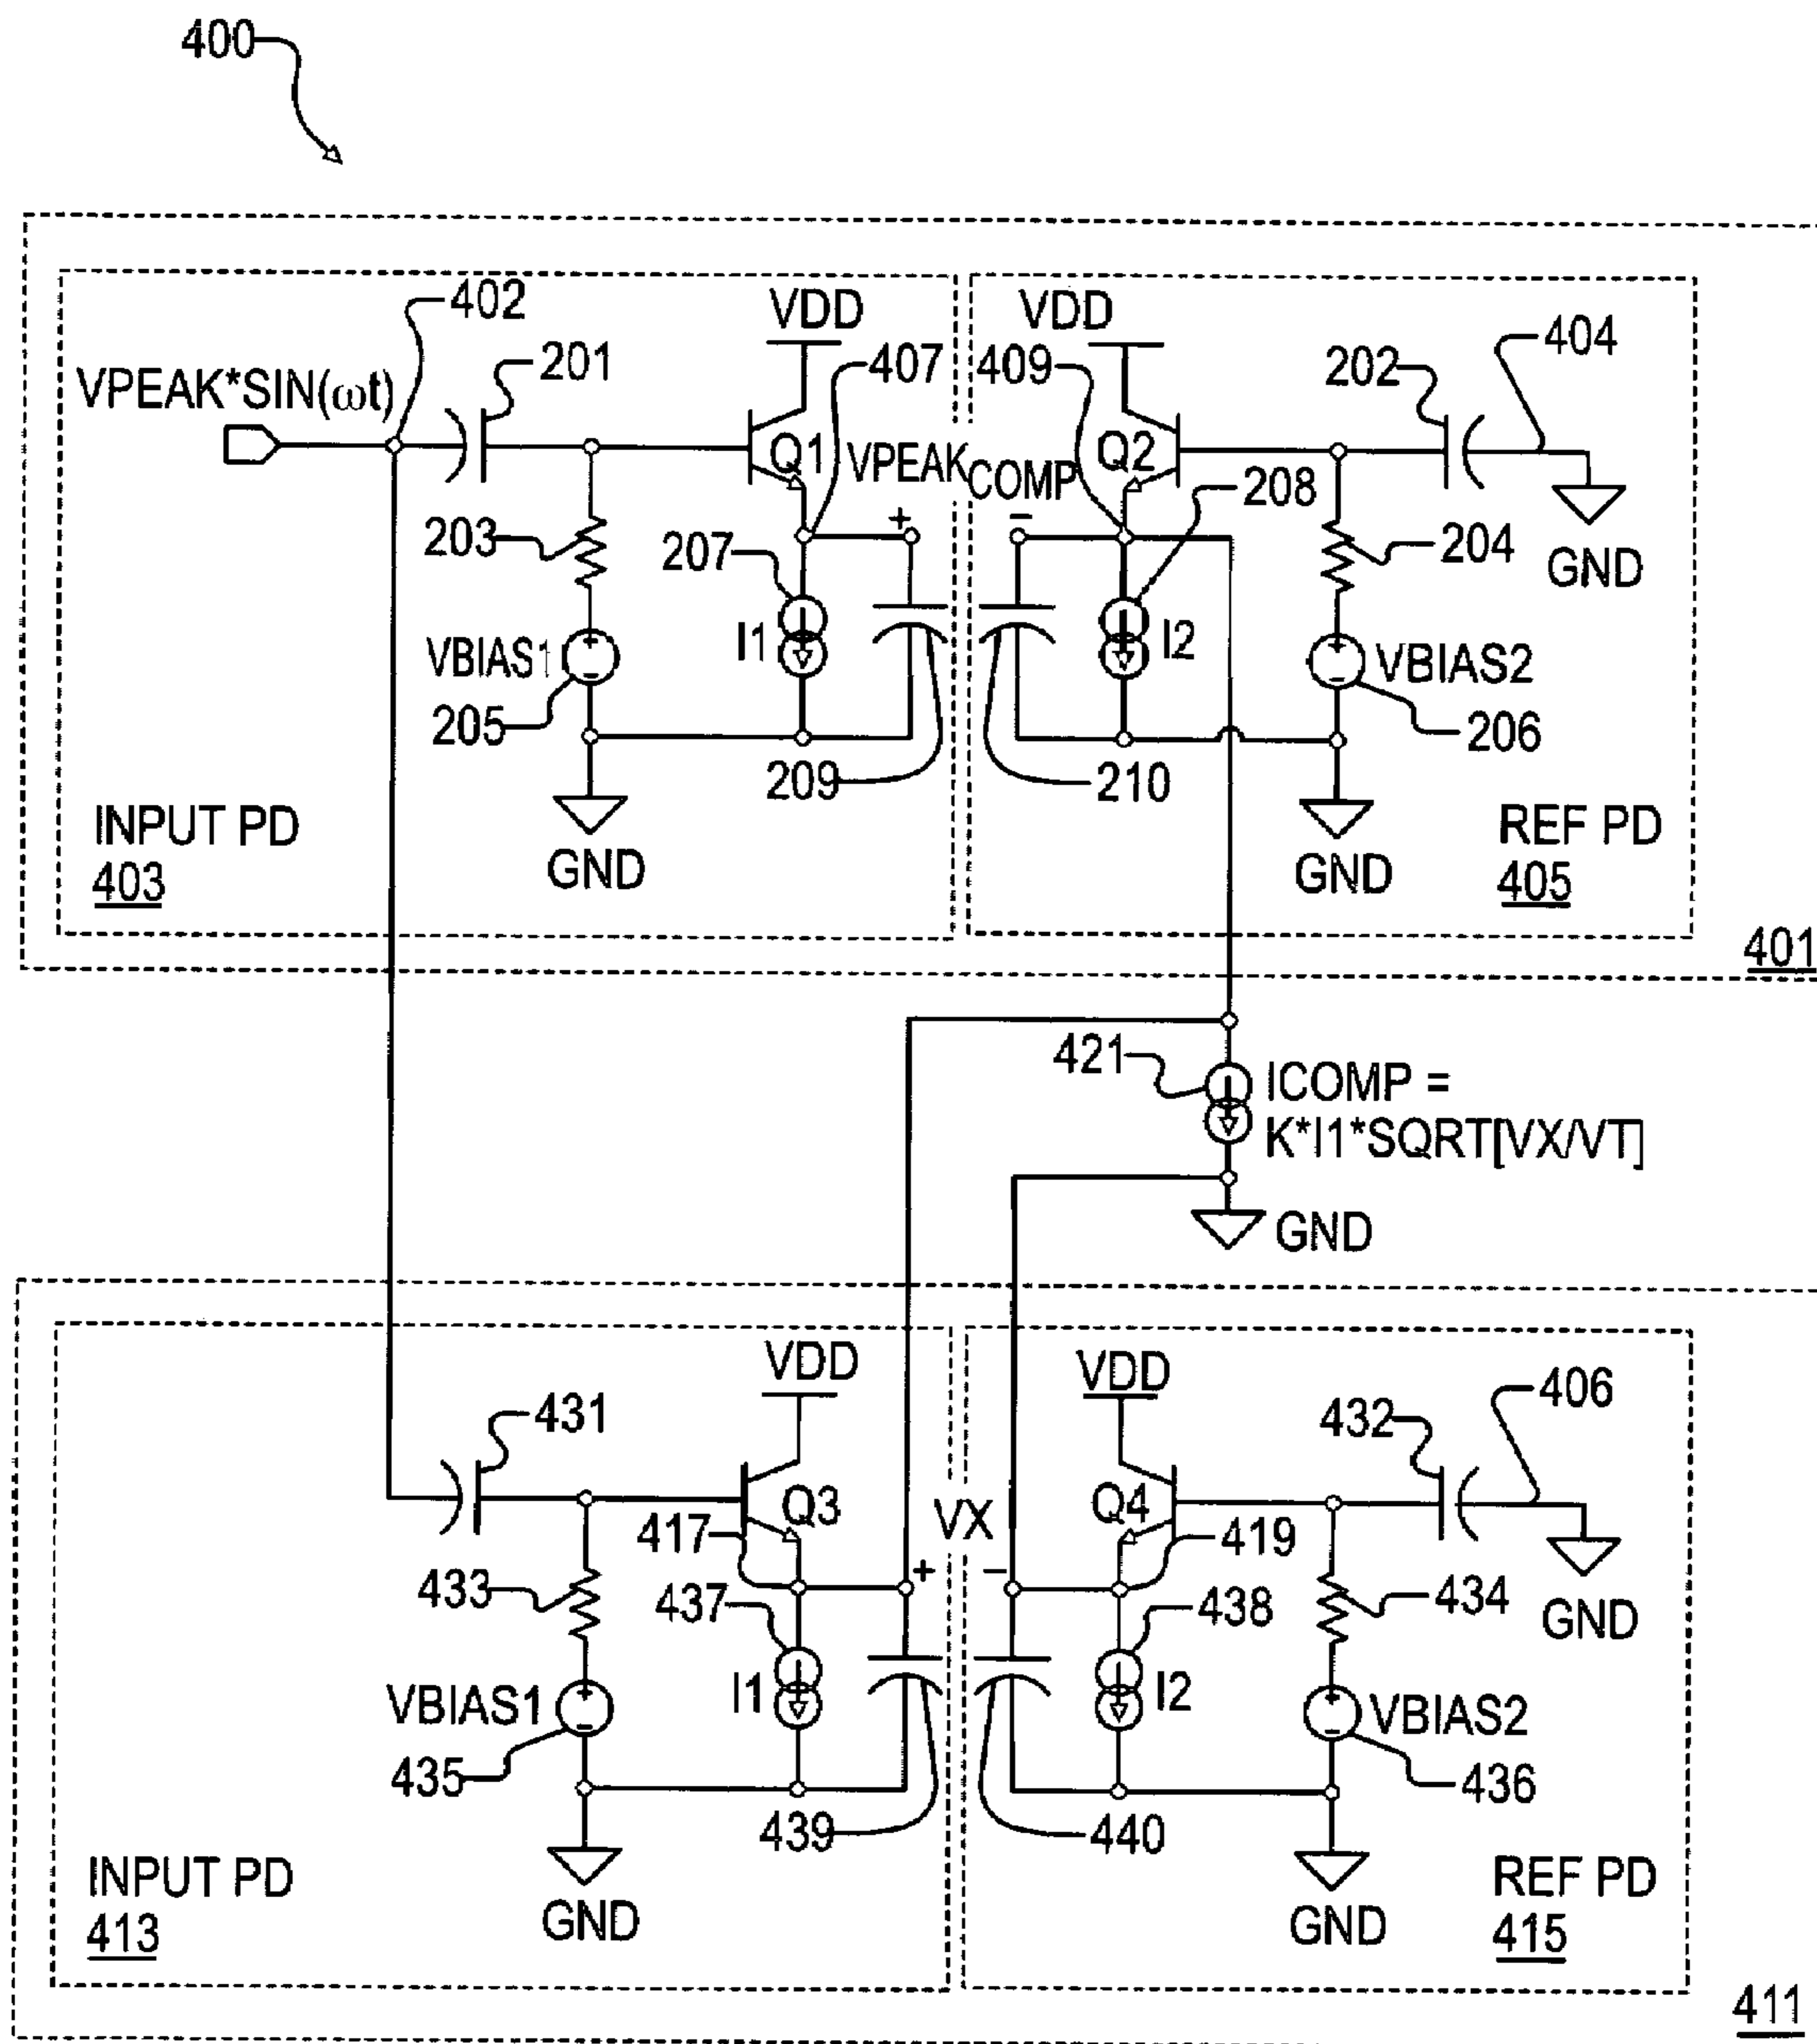 400
402
VDD
VDD
404
VPEAK*SIN(ωt)
201
407
409
202
Q1
VPEAK
COMP
Q2
208
+
-
203
207
204
GND
VBIAS1
+
-
I1
I2
+
-
VBIAS2
205
206
209
210
INPUT PD
403
GND
GND
REF PD
405
401
421
ICOMP =
K*I1*SQRT[VX/VT]
GND
VDD
VDD
406
431
432
Q3
VX
Q4
417
+
-
419
433
437
438
434
GND
VBIAS1
+
-
I1
I2
+
-
VBIAS2
435
436
439
440
INPUT PD
413
GND
GND
REF PD
415
411